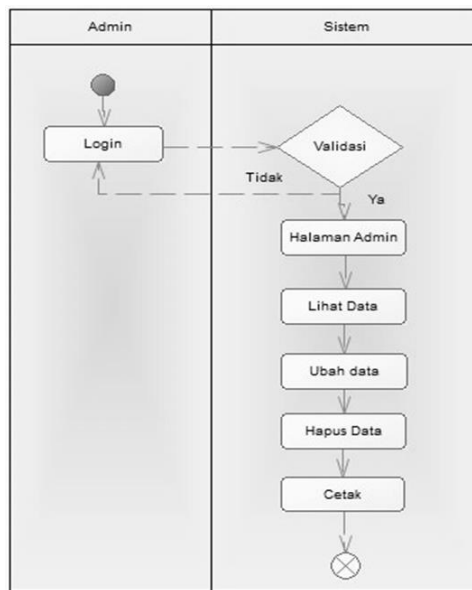 Admin
Sistem
Login
Validasi
Tidak
Ya
Halaman Admin
Lihat Data
Ubah data
Hapus Data
Cetak